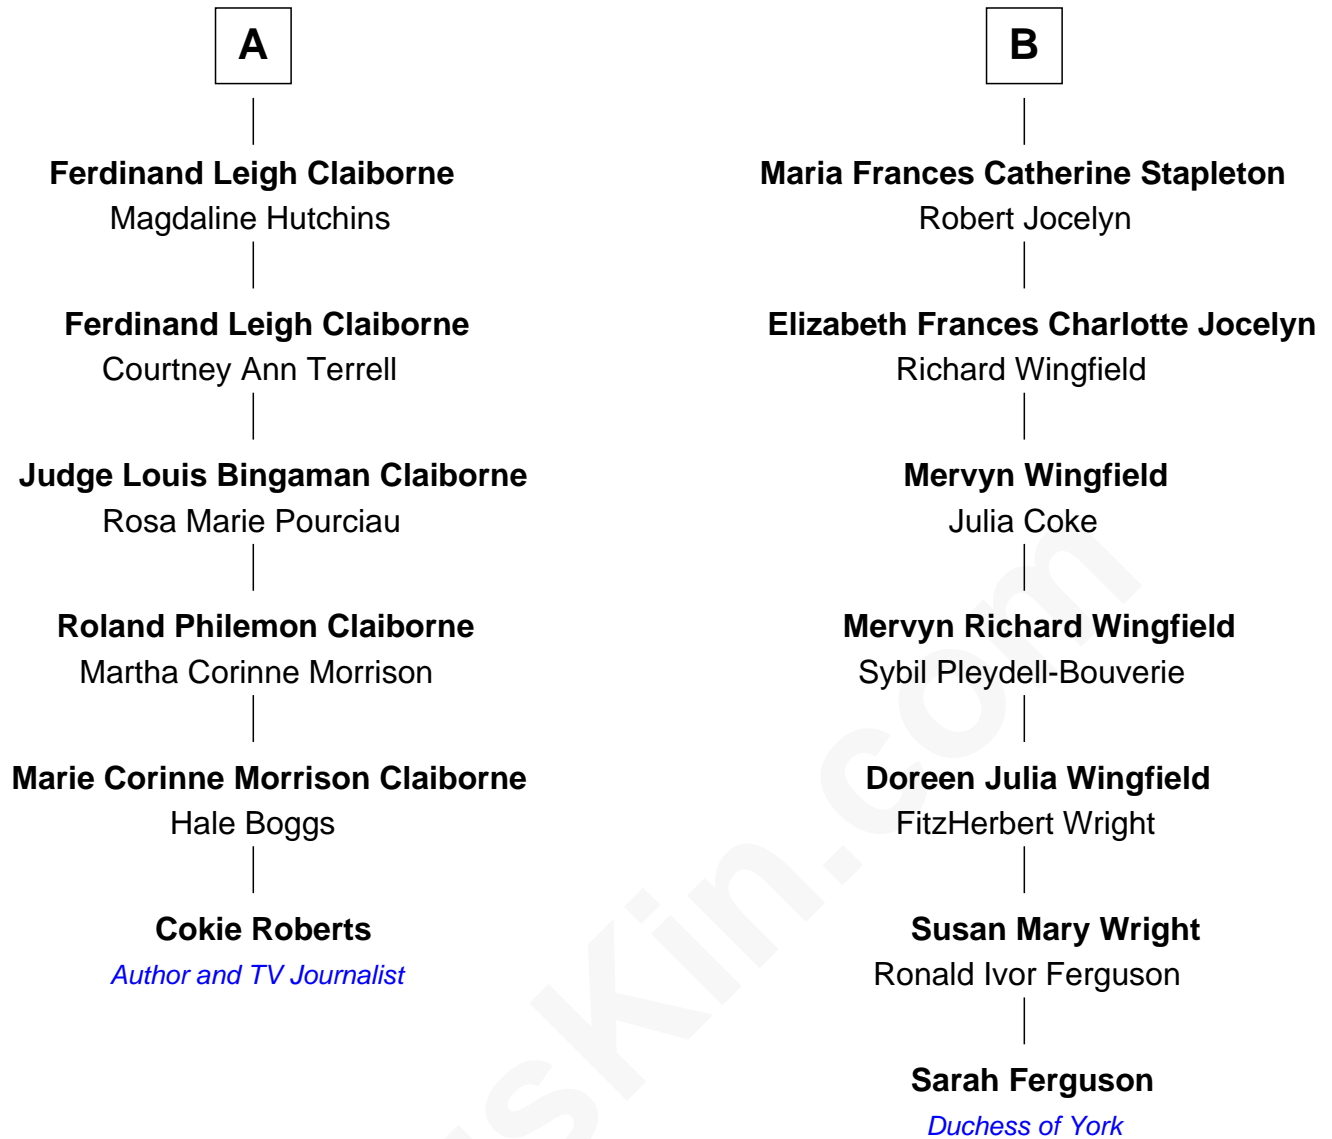 A
Ferdinand Leigh Claiborne
Magdaline Hutchins
Ferdinand Leigh Claiborne
Courtney Ann Terrell
Judge Louis Bingaman Claiborne
Rosa Marie Pourciau
Roland Philemon Claiborne
Martha Corinne Morrison
Marie Corinne Morrison Claiborne
Hale Boggs
Cokie Roberts
Author and TV Journalist
B
Maria Frances Catherine Stapleton
Robert Jocelyn
Elizabeth Frances Charlotte Jocelyn
Richard Wingfield
Mervyn Wingfield
Julia Coke
Mervyn Richard Wingfield
Sybil Pleydell-Bouverie
Doreen Julia Wingfield
FitzHerbert Wright
Susan Mary Wright
Ronald Ivor Ferguson
Sarah Ferguson
Duchess of York